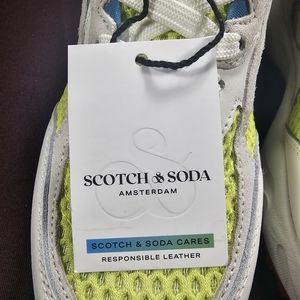 SCOTCH & SODA
AMSTERDAM
SCOTCH & SODA CARES
RESPONSIBLE LEATHER